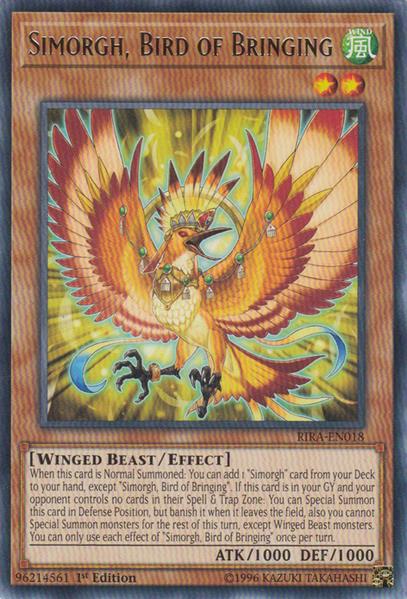 SIMORGH, BIRD OF BRINGING
WIND
風
RIRA-EN018
[WINGED BEAST/EFFECT]
When this card is Normal Summoned: You can add 1 "Simorgh" card from your Deck
to your hand, except "Simorgh, Bird of Bringing". If this card is in your GY and your
opponent controls no cards in their Spell & Trap Zone: You can Special Summon
this card in Defense Position, but banish it when it leaves the field, also you cannot
Special Summon monsters for the rest of this turn, except Winged Beast monsters.
You can only use each effect of "Simorgh, Bird of Bringing" once per turn.
ATK/1000 DEF/1000
96214561 1st Edition ©1996 KAZUKI TAKAHASHI